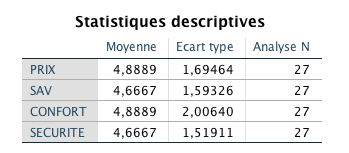 Statistiques descriptives
Moyenne Ecart type Analyse N
PRIX 4,8889 1,69464 27
SAV 4,6667 1,59326 27
CONFORT 4,8889 2,00640 27
SECURITE 4,6667 1,51911 27